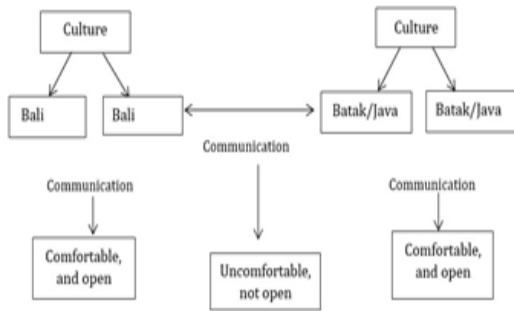 Culture
Culture
Bali
Bali
Batak/Java
Batak/Java
Communication
Communication
Communication
Comfortable,
and open
Uncomfortable,
not open
Comfortable,
and open